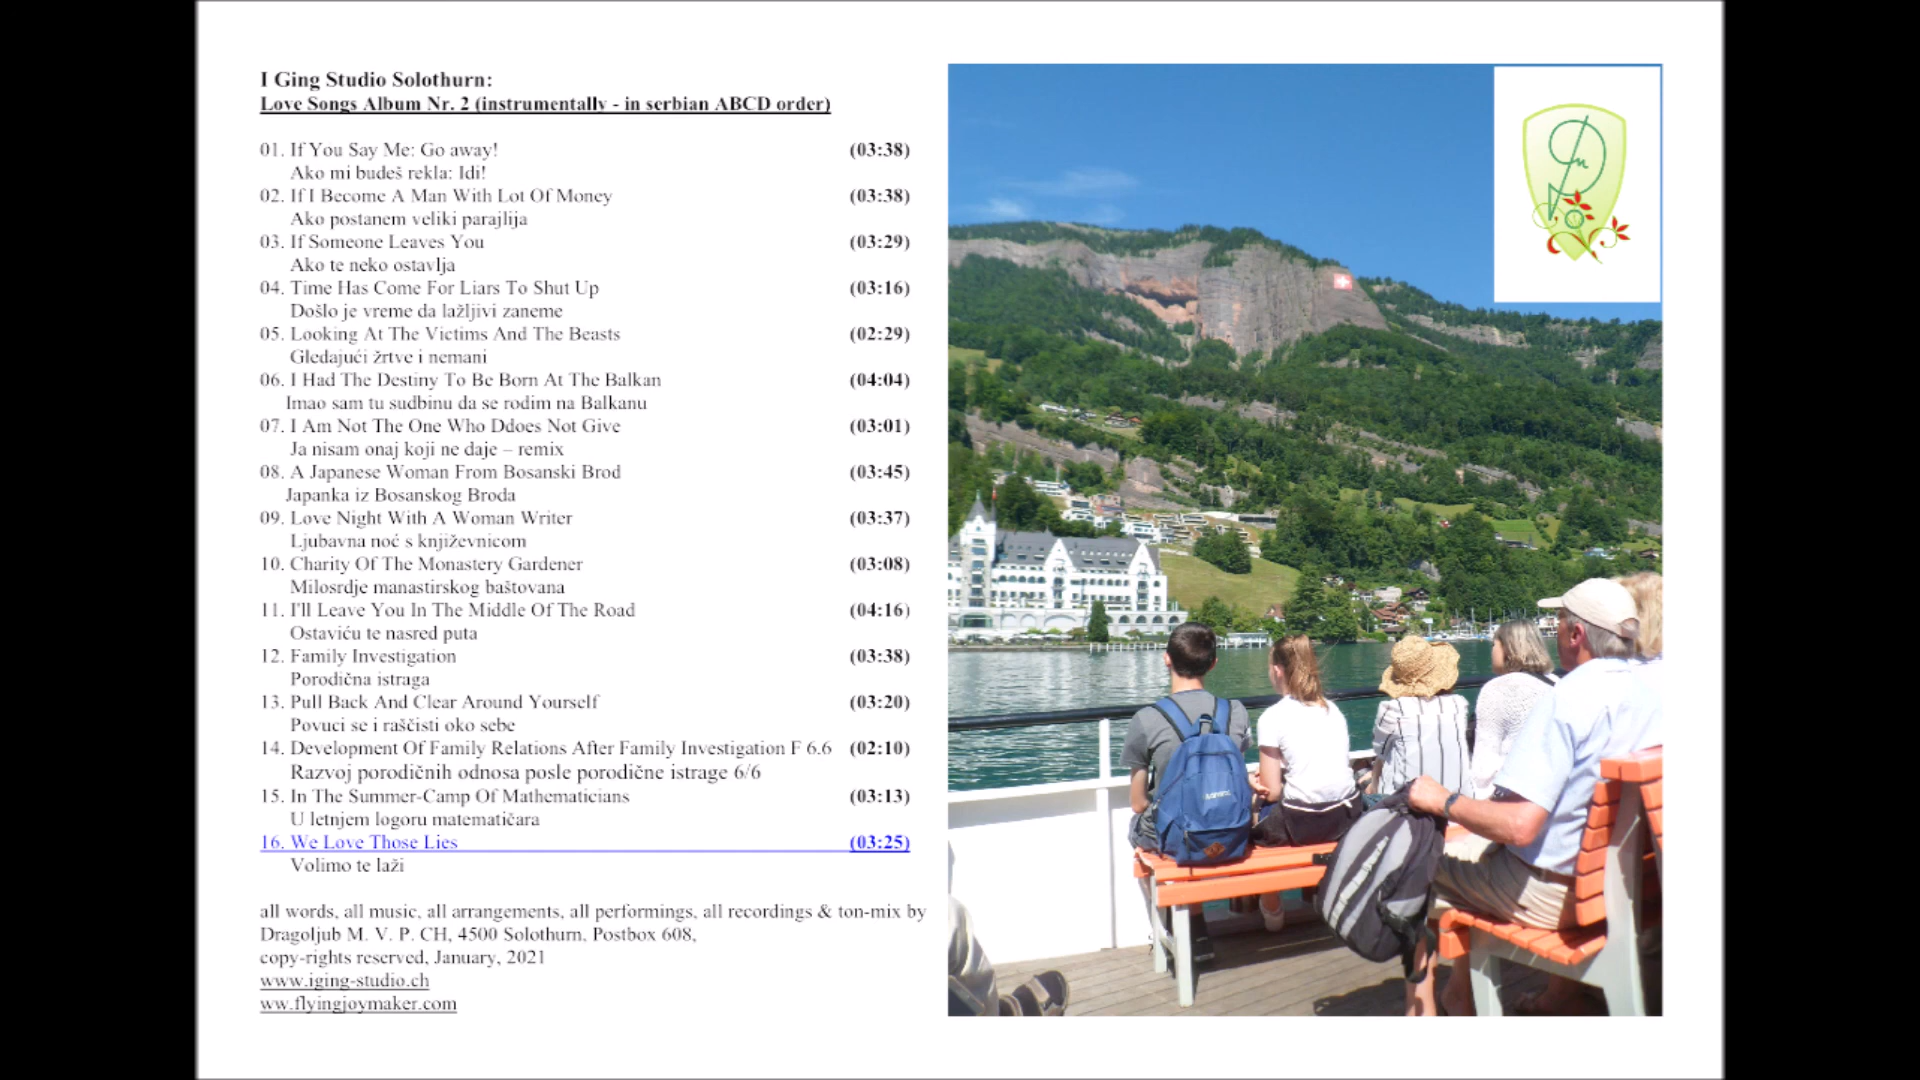 I Ging Studio Solothurn:
Love Songs Album Nr. 2 (instrumentally - in serbian ABCD order)
01. If You Say Me: Go away! (03:38)
Ako mi budeš rekla: Idi!
02. If I Become A Man With Lot Of Money (03:38)
Ako postanem veliki parajlija
03. If Someone Leaves You (03:29)
Ako te neko ostavlja
04. Time Has Come For Liars To Shut Up (03:16)
Došlo je vreme da lažljivi zaneme
05. Looking At The Victims And The Beasts (02:29)
Gledajući žrtve i nemani
06. I Had The Destiny To Be Born At The Balkan (04:04)
Imao sam tu sudbinu da se rodim na Balkanu
07. I Am Not The One Who Ddoes Not Give (03:01)
Ja nisam onaj koji ne daje – remix
08. A Japanese Woman From Bosanski Brod (03:45)
Japanka iz Bosanskog Broda
09. Love Night With A Woman Writer (03:37)
Ljubavna noć s književnicom
10. Charity Of The Monastery Gardener (03:08)
Milosrdje manastirskog baštovana
11. I'll Leave You In The Middle Of The Road (04:16)
Ostaviću te nasred puta
12. Family Investigation (03:38)
Porodična istraga
13. Pull Back And Clear Around Yourself (03:20)
Povuci se i raščisti oko sebe
14. Development Of Family Relations After Family Investigation F 6.6 (02:10)
Razvoj porodičnih odnosa posle porodične istrage 6/6
15. In The Summer-Camp Of Mathematicians (03:13)
U letnjem logoru matematičara
16. We Love Those Lies (03:25)
Volimo te laži
all words, all music, all arrangements, all performings, all recordings & ton-mix by
Dragoljub M. V. P. CH, 4500 Solothurn, Postbox 608,
copy-rights reserved, January, 2021
www.iging-studio.ch
ww.flyingjoymaker.com